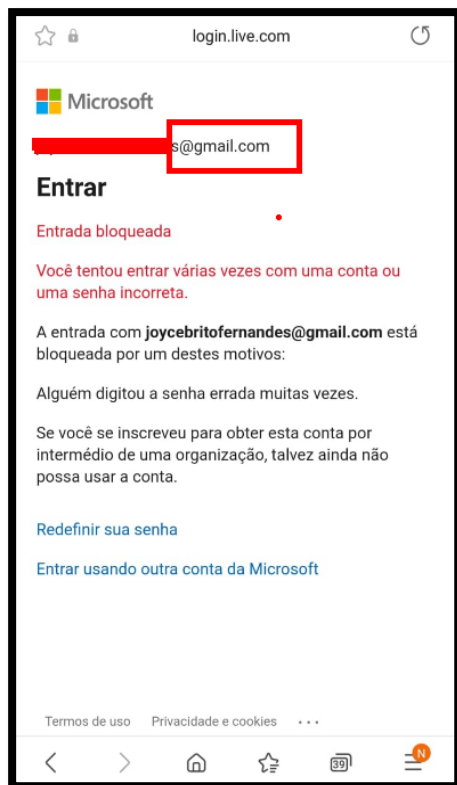 login.live.com
Microsoft
s@gmail.com
Entrar
Entrada bloqueada
Você tentou entrar várias vezes com uma conta ou
uma senha incorreta.
A entrada com joycebritofernandes@gmail.com está
bloqueada por um destes motivos:
Alguém digitou a senha errada muitas vezes.
Se você se inscreveu para obter esta conta por
intermédio de uma organização, talvez ainda não
possa usar a conta.
Redefinir sua senha
Entrar usando outra conta da Microsoft
Termos de uso Privacidade e cookies ...
39 N